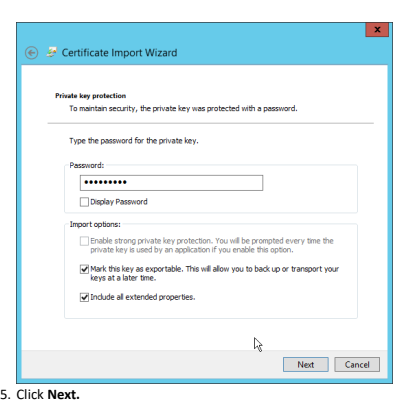 x
Certificate Import Wizard
Private key protection
To maintain security, the private key was protected with a password.
Type the password for the private key.
Password:
•••••••••
Display Password
Import options:
Enable strong private key protection. You will be prompted every time the
private key is used by an application if you enable this option.
Mark this key as exportable. This will allow you to back up or transport your
keys at a later time.
Include all extended properties.
Next Cancel
5. Click Next.